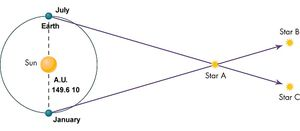 July
Earth
Sun
A.U.
149.6 10
January
Star A
Star B
Star C